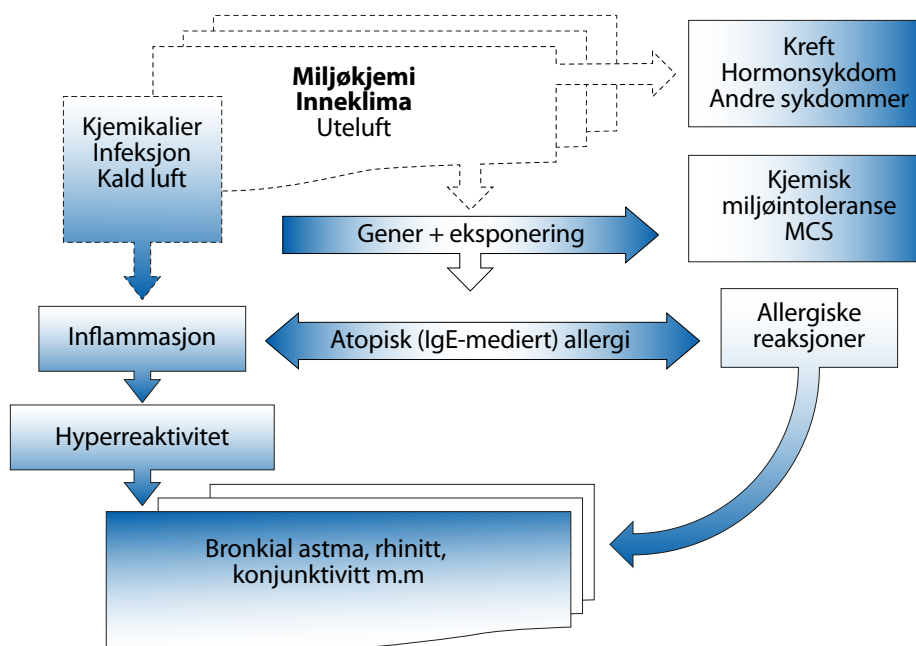 Miljøkjemi
Inneklima
Uteluft
Kreft
Hormonsykdom
Andre sykdommer
Kjemikalier
Infeksjon
Kald luft
Kjemisk
miljøintoleranse
MCS
Gener + eksponering
Inflammasjon
Atopisk (IgE-mediert) allergi
Allergiske
reaksjoner
Hyperreaktivitet
Bronkial astma, rhinitt,
konjunktivitt m.m